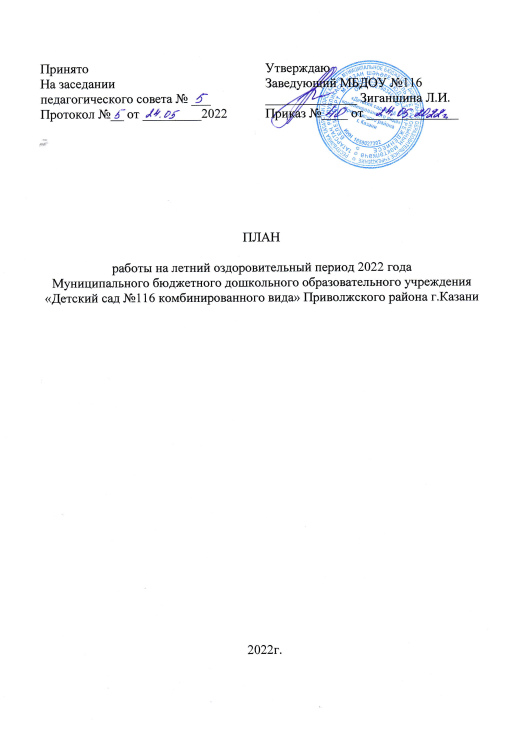 Принято
На заседании
педагогического совета № 5
Протокол № 5 от 24.05 2022
Утверждаю
Заведующий МБДОУ №116
Зиганшина Л.И.
Приказ № от 24.05.2022г
ПЛАН
работы на летний оздоровительный период 2022 года
Муниципального бюджетного дошкольного образовательного учреждения
«Детский сад №116 комбинированного вида» Приволжского района г.Казани
2022г.